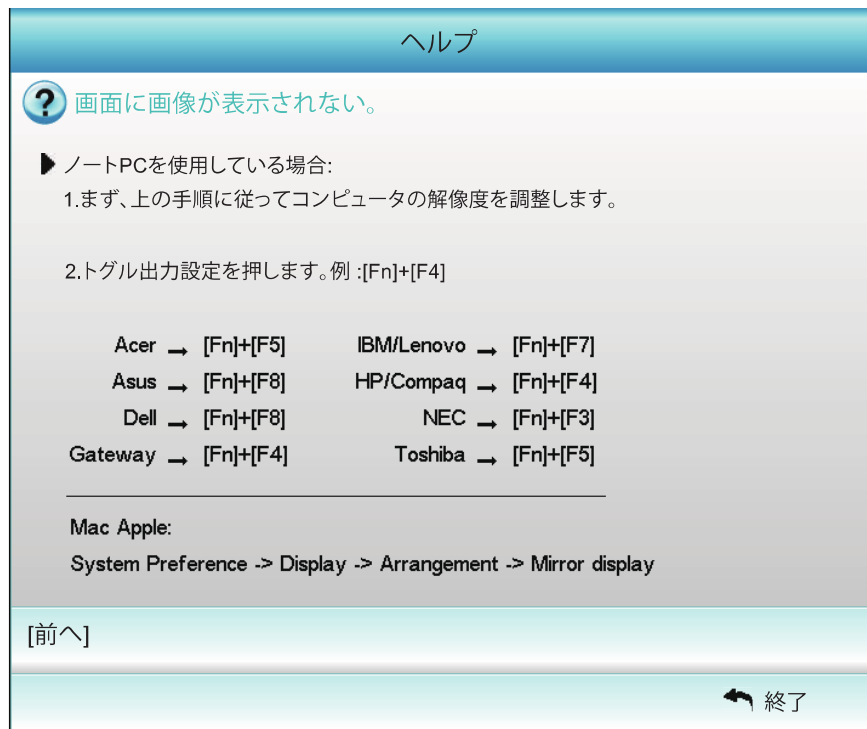 ヘルプ
? 画面に画像が表示されない。
ノートPCを使用している場合:
1.まず、上の手順に従ってコンピュータの解像度を調整します。
2.トグル出力設定を押します。例 :[Fn]+[F4]
Acer → [Fn]+[F5] IBM/Lenovo → [Fn]+[F7]
Asus → [Fn]+[F8] HP/Compaq → [Fn]+[F4]
Dell → [Fn]+[F8] NEC → [Fn]+[F3]
Gateway → [Fn]+[F4] Toshiba → [Fn]+[F5]
Mac Apple:
System Preference -> Display -> Arrangement -> Mirror display
[前へ]
終了